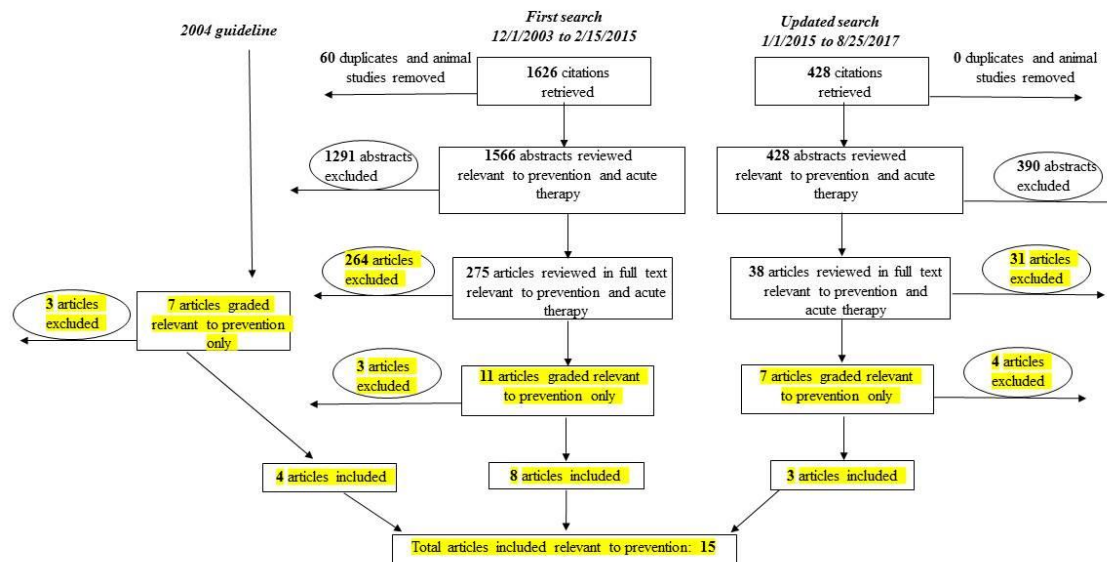 2004 guideline
First search
12/1/2003 to 2/15/2015
Updated search
1/1/2015 to 8/25/2017
60 duplicates and animal
studies removed
1626 citations
retrieved
428 citations
retrieved
0 duplicates and animal
studies removed
1291 abstracts
excluded
1566 abstracts reviewed
relevant to prevention and acute
therapy
428 abstracts reviewed
relevant to prevention and acute
therapy
390 abstracts
excluded
264 articles
excluded
275 articles reviewed in full text
relevant to prevention and acute
therapy
38 articles reviewed in full text
relevant to prevention and
acute therapy
31 articles
excluded
3 articles
excluded
7 articles graded
relevant to prevention
only
3 articles
excluded
11 articles graded relevant
to prevention only
7 articles graded relevant
to prevention only
4 articles
excluded
4 articles included
8 articles included
3 articles included
Total articles included relevant to prevention: 15